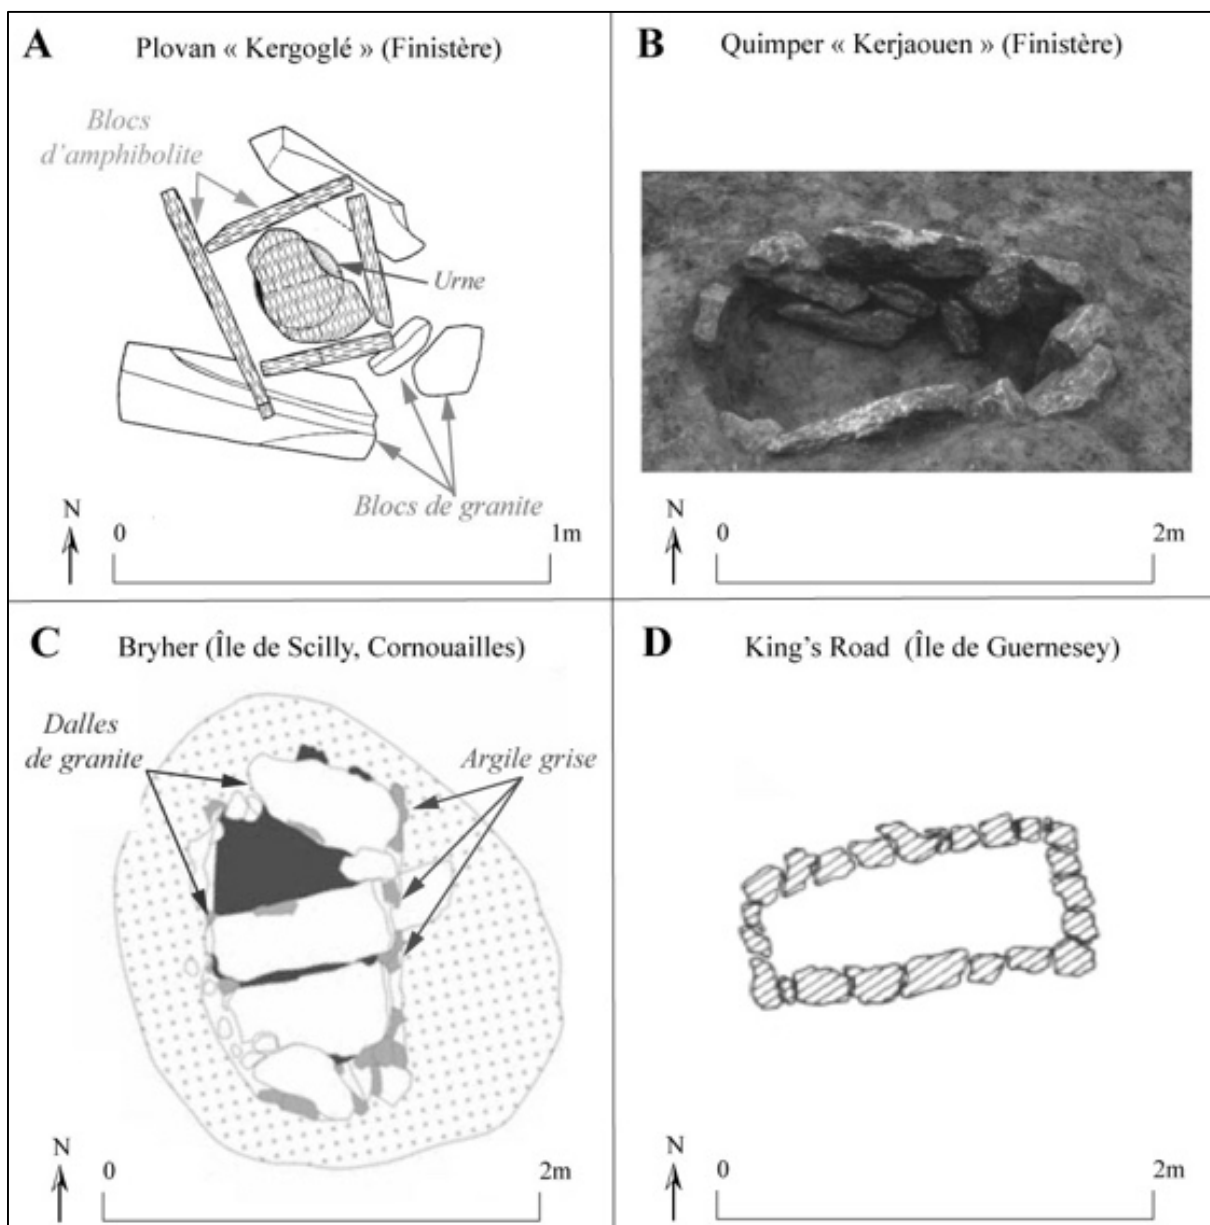 A
Plovan « Kergoglé » (Finistère)
Blocs
d'amphibolite
Urne
Blocs de granite
N
0
1m
B
Quimper « Kerjaouen » (Finistère)
N
0
2m
C
Bryher (Île de Scilly, Cornouailles)
Dalles
de granite
Argile grise
N
0
2m
D
King's Road (Île de Guernesey)
N
0
2m